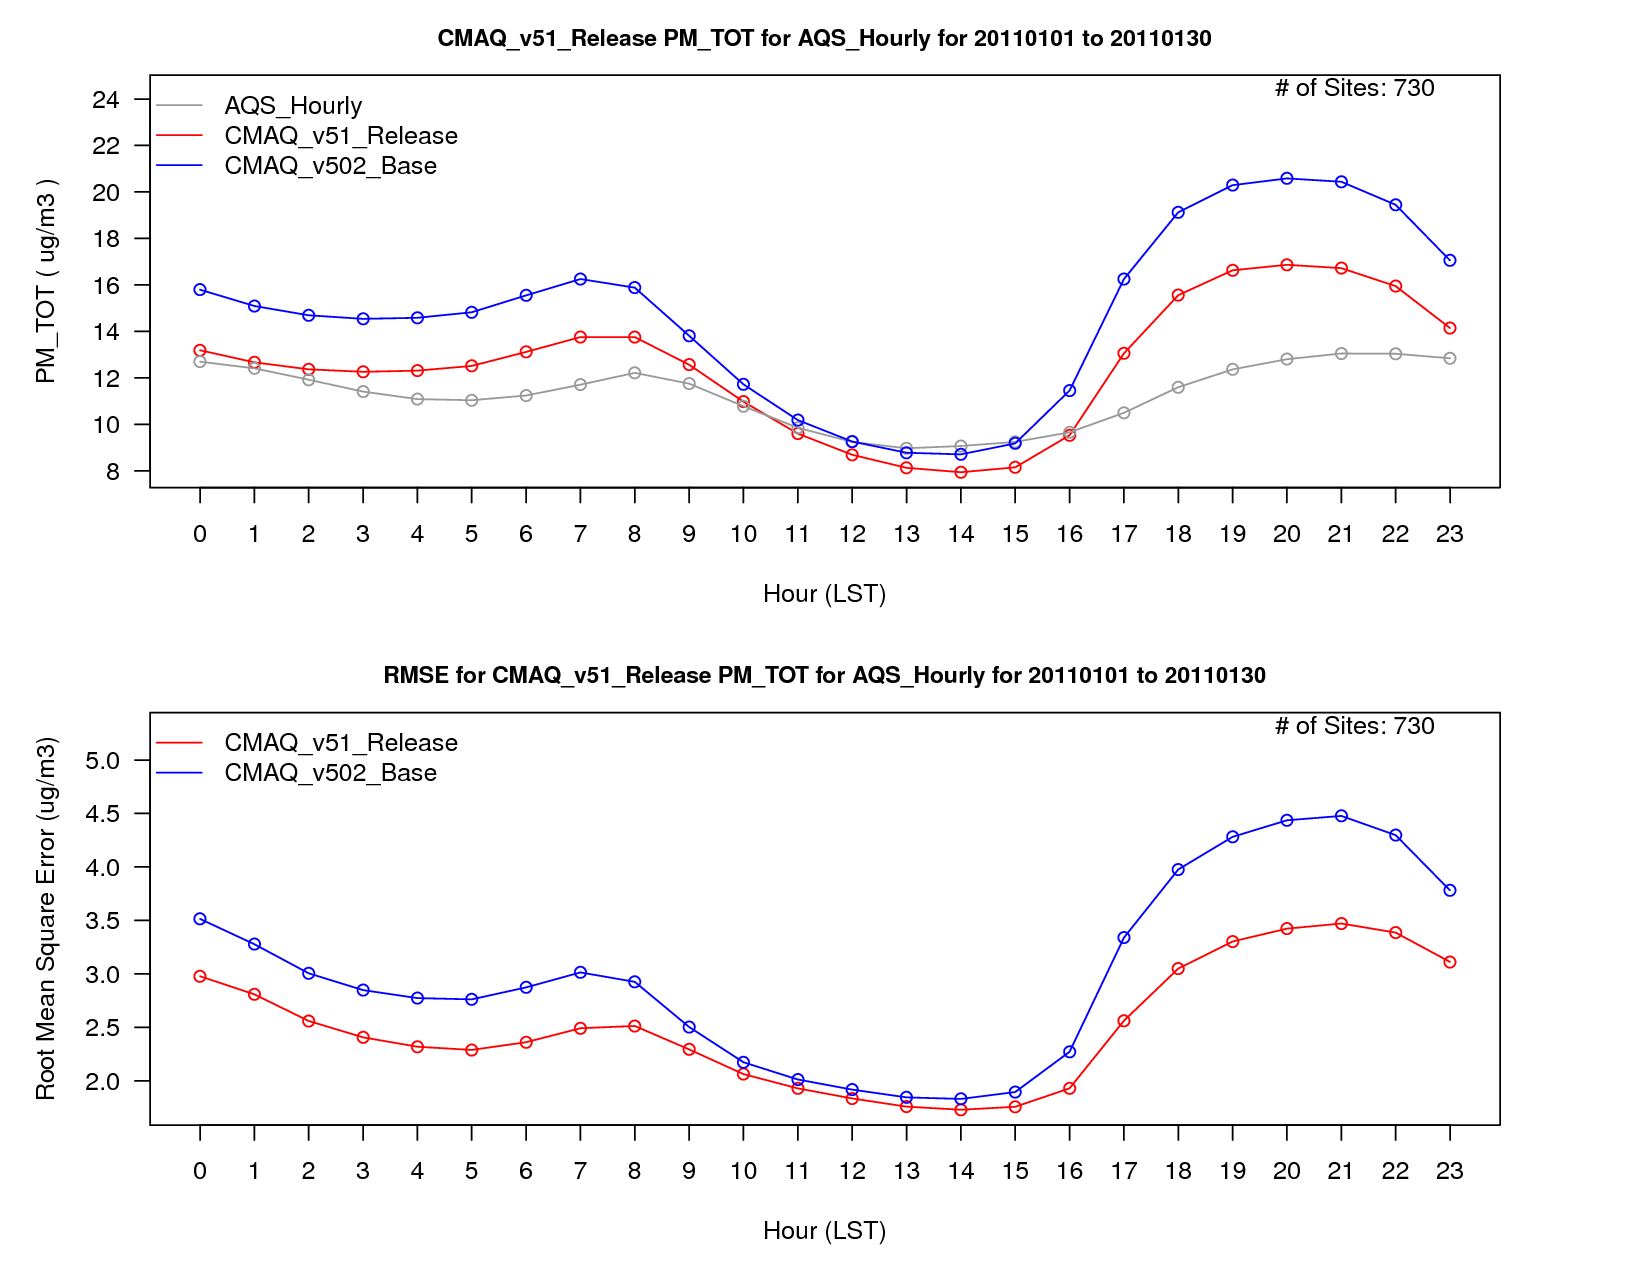 CMAQ_v51_Release PM_TOT for AQS_Hourly for 20110101 to 20110130
# of Sites: 730
AQS_Hourly
CMAQ_v51_Release
CMAQ_v502_Base
PM_TOT ( ug/m3 )
24
22
20
18
16
14
12
10
8
0 1 2 3 4 5 6 7 8 9 10 11 12 13 14 15 16 17 18 19 20 21 22 23
Hour (LST)
RMSE for CMAQ_v51_Release PM_TOT for AQS_Hourly for 20110101 to 20110130
# of Sites: 730
CMAQ_v51_Release
CMAQ_v502_Base
Root Mean Square Error (ug/m3)
5.0
4.5
4.0
3.5
3.0
2.5
2.0
0 1 2 3 4 5 6 7 8 9 10 11 12 13 14 15 16 17 18 19 20 21 22 23
Hour (LST)